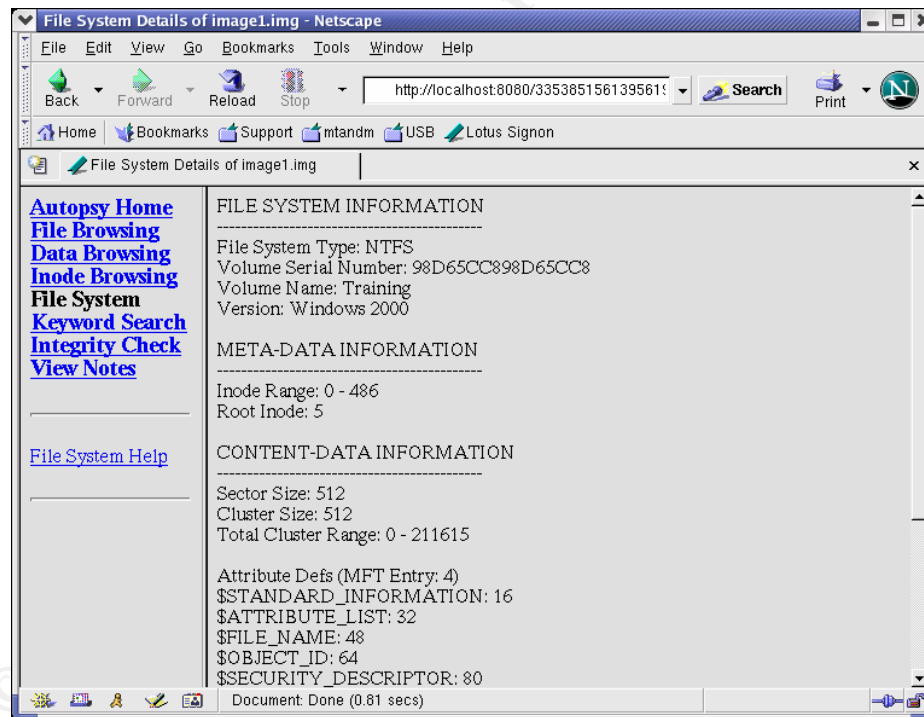 File System Details of image1.img - Netscape
File Edit View Go Bookmarks Tools Window Help
Back Forward Reload Stop http://localhost:8080/3353851561395619 Search Print N
Home Bookmarks Support mtandm USB Lotus Signon
File System Details of image1.img
Autopsy Home
File Browsing
Data Browsing
Inode Browsing
File System
Keyword Search
Integrity Check
View Notes
File System Help
FILE SYSTEM INFORMATION
--------------------------------------------
File System Type: NTFS
Volume Serial Number: 98D65CC898D65CC8
Volume Name: Training
Version: Windows 2000
META-DATA INFORMATION
--------------------------------------------
Inode Range: 0 - 486
Root Inode: 5
CONTENT-DATA INFORMATION
--------------------------------------------
Sector Size: 512
Cluster Size: 512
Total Cluster Range: 0 - 211615
Attribute Defs (MFT Entry: 4)
$STANDARD_INFORMATION: 16
$ATTRIBUTE_LIST: 32
$FILE_NAME: 48
$OBJECT_ID: 64
$SECURITY_DESCRIPTOR: 80
Document: Done (0.81 secs)